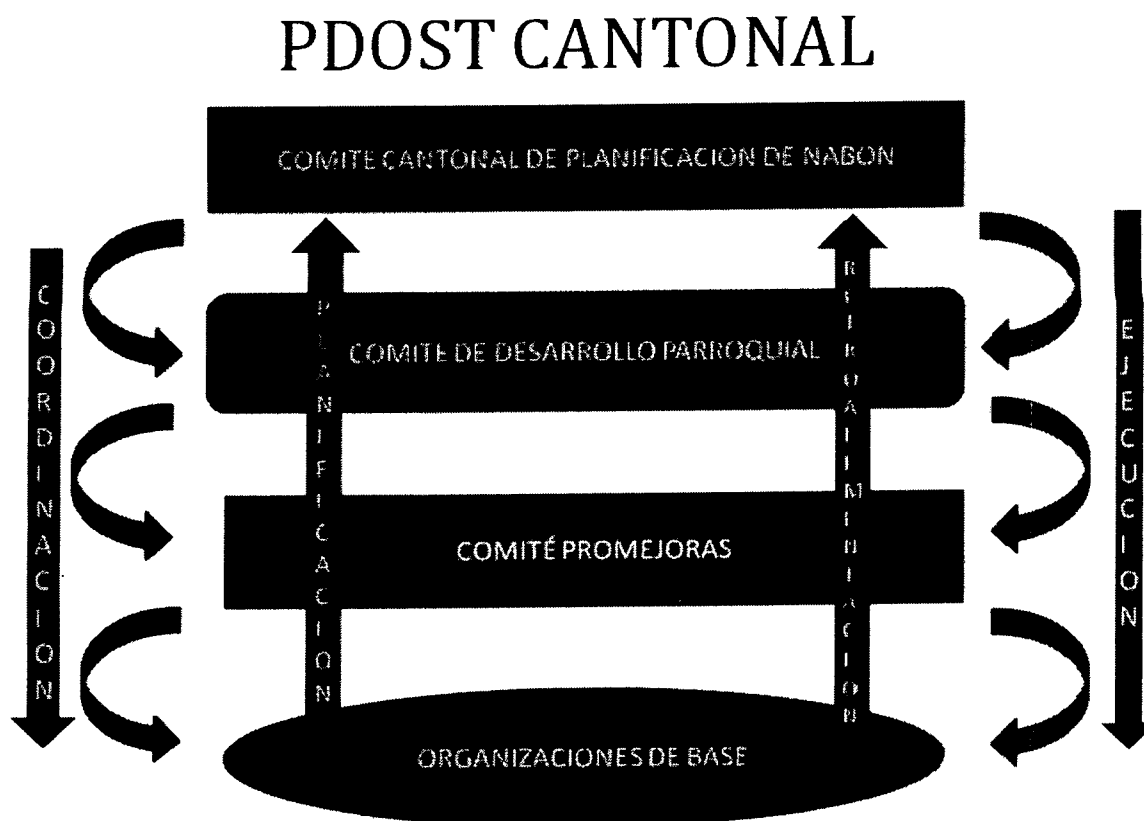 PDOST CANTONAL
COMITE CANTONAL DE PLANIFICACION DE NABON
COORDINACION
PLANIFICACION
RETROALIMENTACION
EJECUCION
COMITE DE DESARROLLO PARROQUIAL
COMITÉ PROMEJORAS
ORGANIZACIONES DE BASE